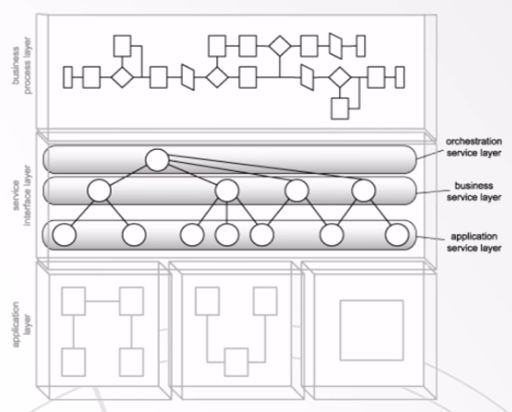 business
process layer
orchestration
service layer
service
interface layer
business
service layer
application
service layer
application
layer